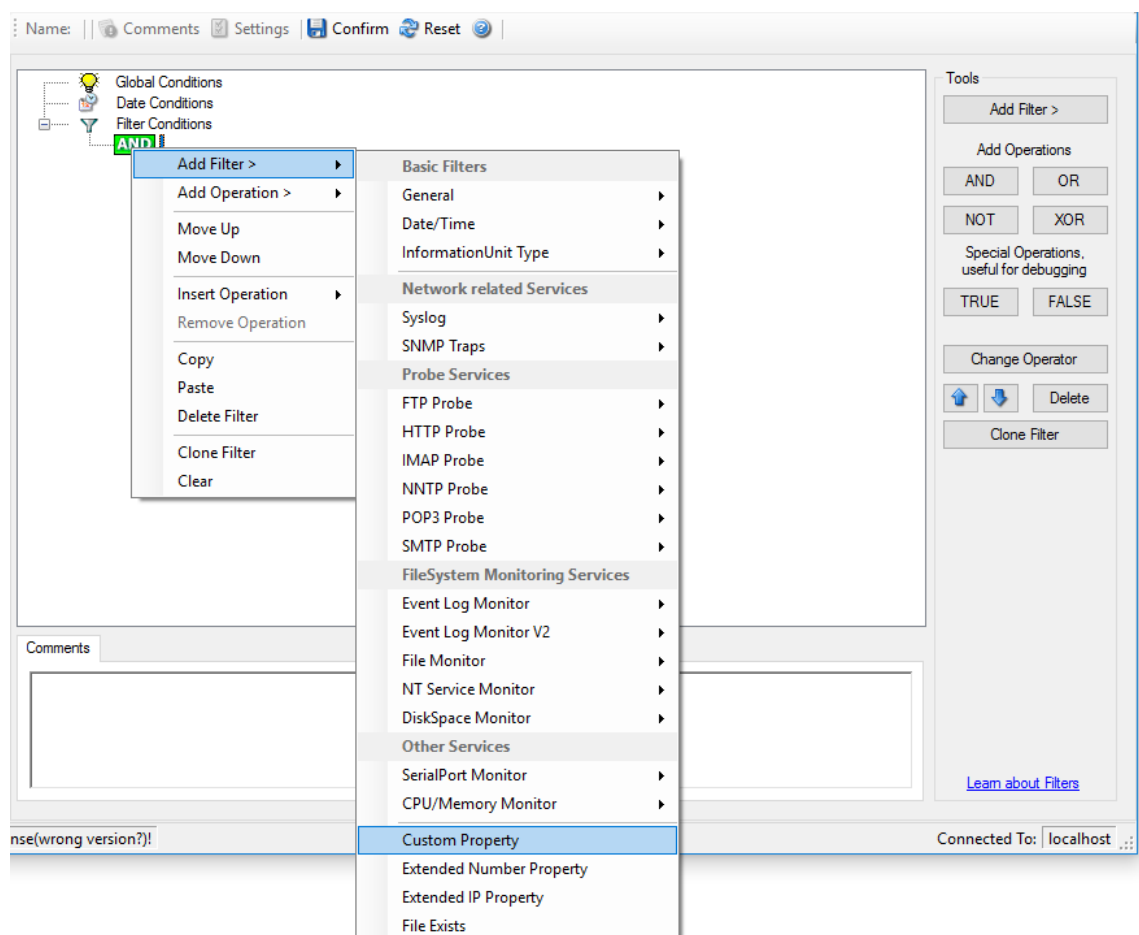 Name: Comments Settings Confirm Reset
Global Conditions
Date Conditions
Filter Conditions
AND
Add Filter >
Add Operation >
Move Up
Move Down
Insert Operation
Remove Operation
Copy
Paste
Delete Filter
Clone Filter
Clear
Basic Filters
General
Date/Time
InformationUnit Type
Network related Services
Syslog
SNMP Traps
Probe Services
FTP Probe
HTTP Probe
IMAP Probe
NNTP Probe
POP3 Probe
SMTP Probe
FileSystem Monitoring Services
Event Log Monitor
Event Log Monitor V2
File Monitor
NT Service Monitor
DiskSpace Monitor
Other Services
SerialPort Monitor
CPU/Memory Monitor
Custom Property
Extended Number Property
Extended IP Property
File Exists
Tools
Add Filter >
Add Operations
AND OR
NOT XOR
Special Operations,
useful for debugging
TRUE FALSE
Change Operator
Delete
Clone Filter
Learn about Filters
Comments
nse(wrong version?)!
Connected To: localhost